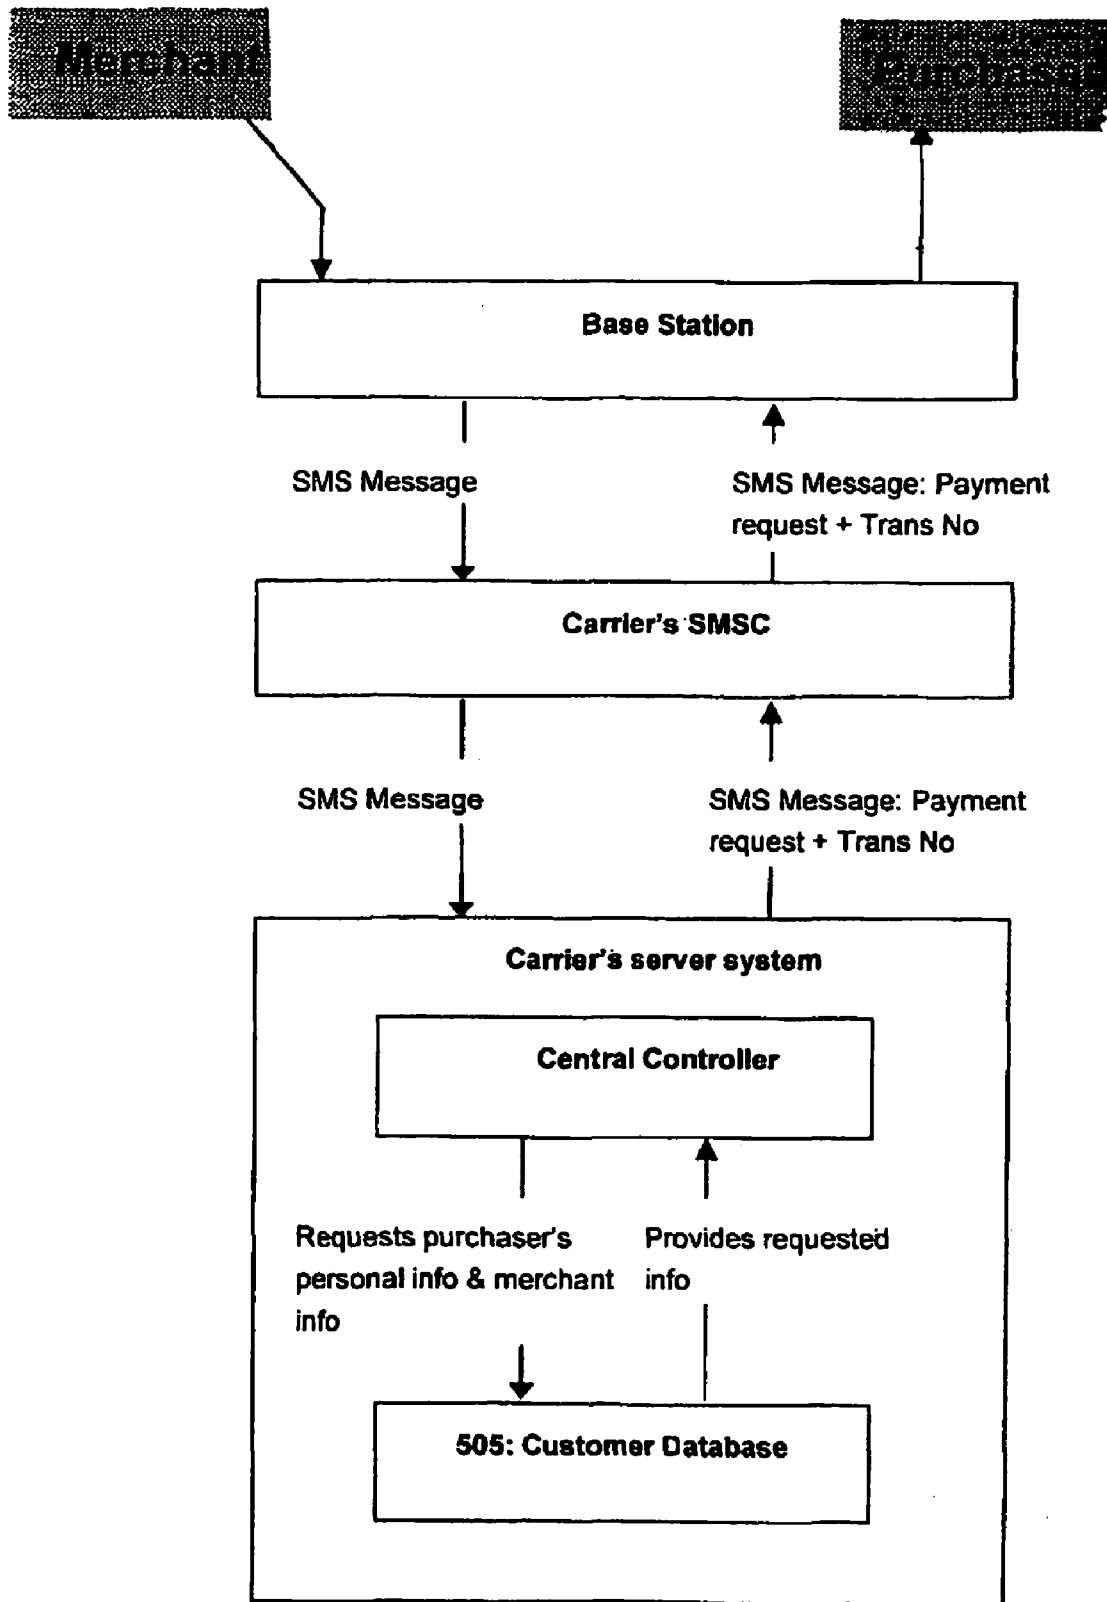 Merchant
Purchaser
Base Station
SMS Message
SMS Message: Payment
request + Trans No
Carrier's SMSC
SMS Message
SMS Message: Payment
request + Trans No
Carrier's server system
Central Controller
Requests purchaser's
personal info & merchant
info
Provides requested
info
505: Customer Database